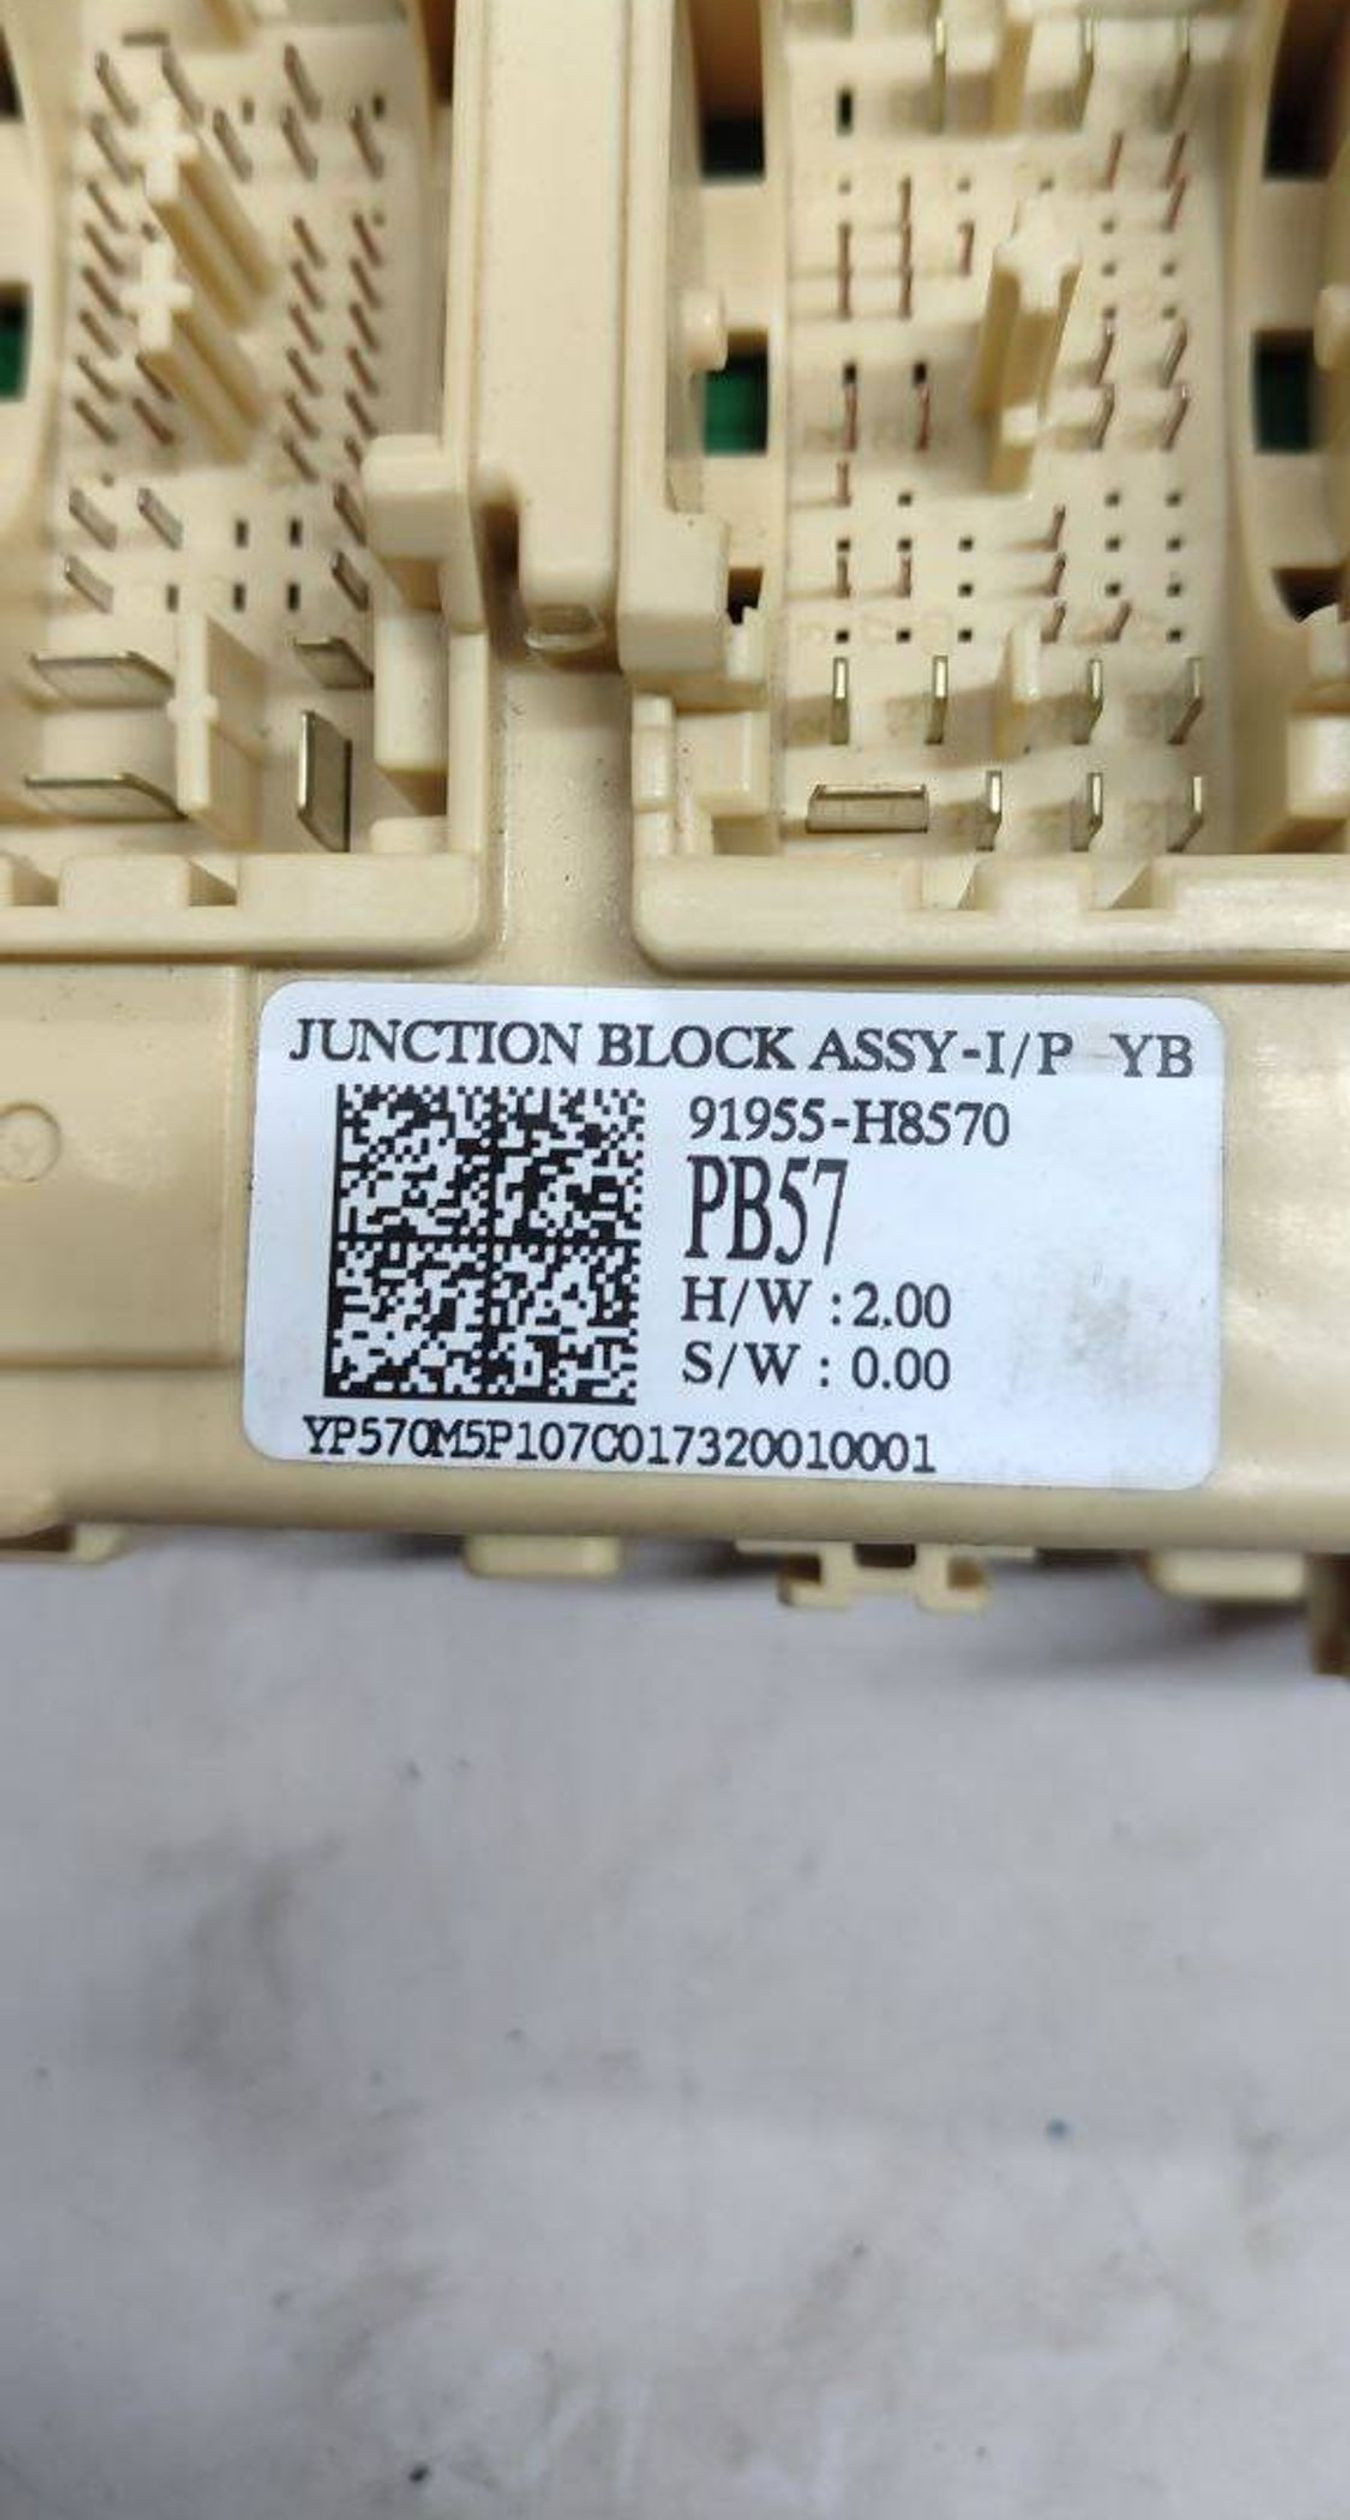 JUNCTION BLOCK ASSY-I/P YB
91955-H8570
PB57
H/W :2.00
S/W : 0.00
YP570M5P107C017320010001